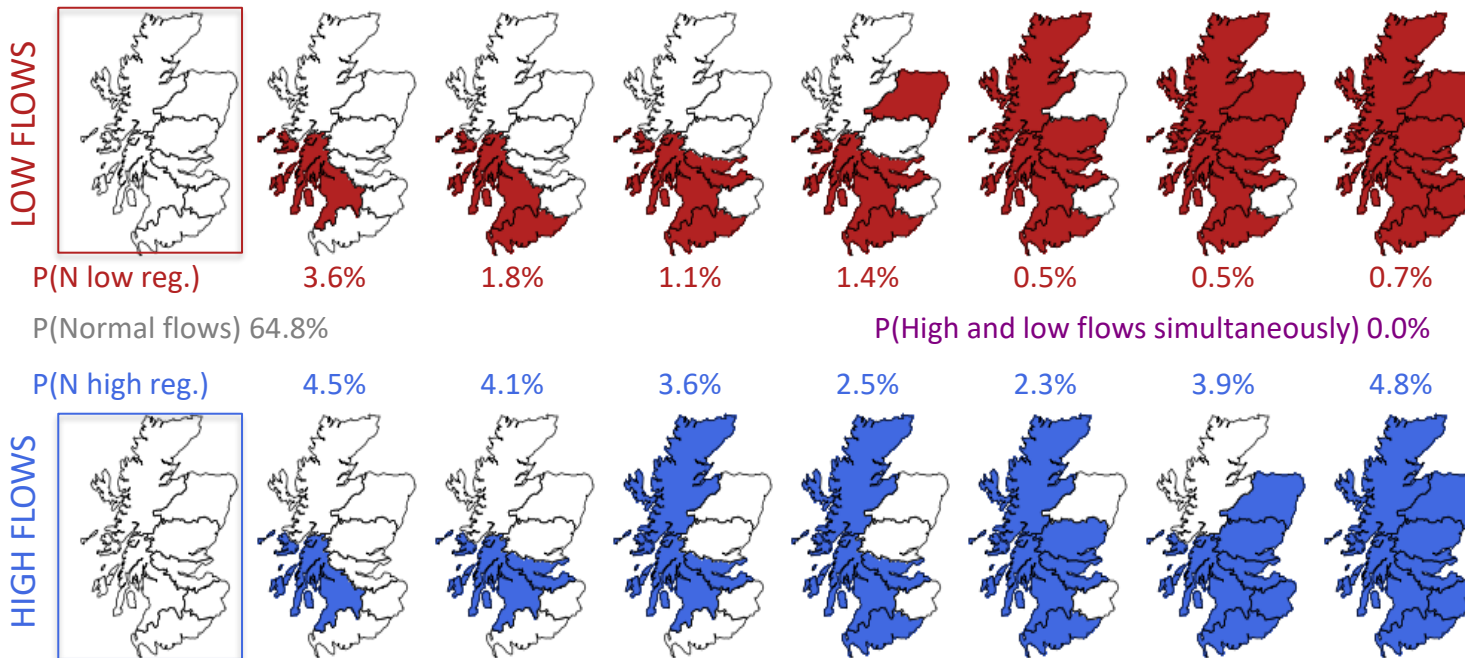 LOW FLOWS
P(N low reg.) 3.6% 1.8% 1.1% 1.4% 0.5% 0.5% 0.7%
P(Normal flows) 64.8% P(High and low flows simultaneously) 0.0%
P(N high reg.) 4.5% 4.1% 3.6% 2.5% 2.3% 3.9% 4.8%
HIGH FLOWS